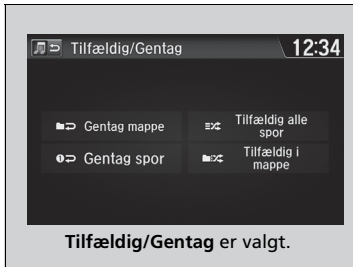 Tilfældig/Gentag
12:34
Gentag mappe
Tilfældig alle
spor
Gentag spor
Tilfældig i
mappe
Tilfældig/Gentag er valgt.